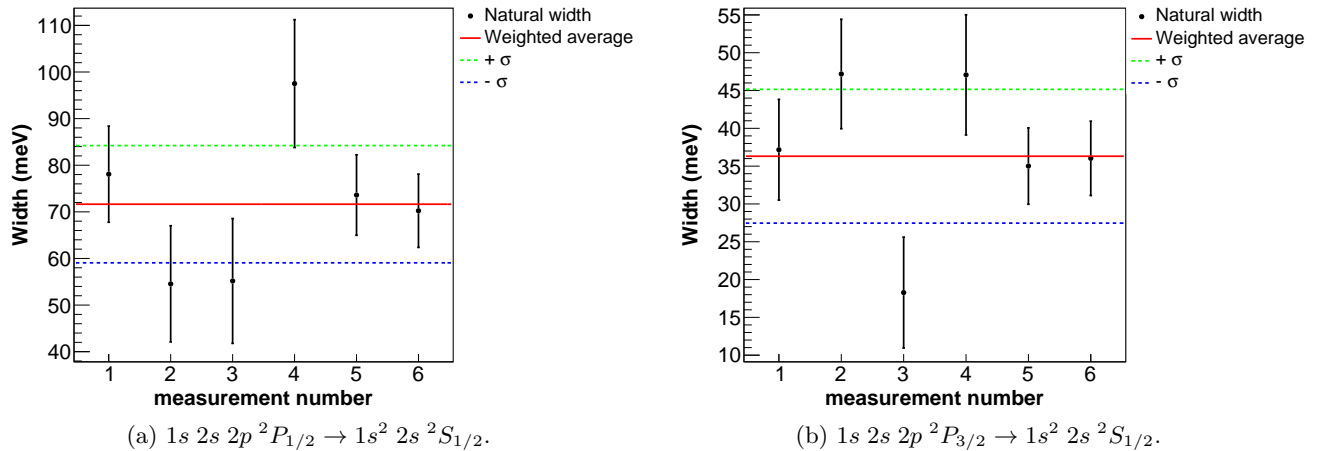 110
100
90
80
70
60
50
40
Width (meV)
1 2 3 4 5 6
measurement number
Natural width
Weighted average
+ σ
- σ
(a) 1s 2s 2p ²P₁/₂ → 1s² 2s ²S₁/₂.
55
50
45
40
35
30
25
20
15
10
Width (meV)
1 2 3 4 5 6
measurement number
Natural width
Weighted average
+ σ
- σ
(b) 1s 2s 2p ²P₃/₂ → 1s² 2s ²S₁/₂.